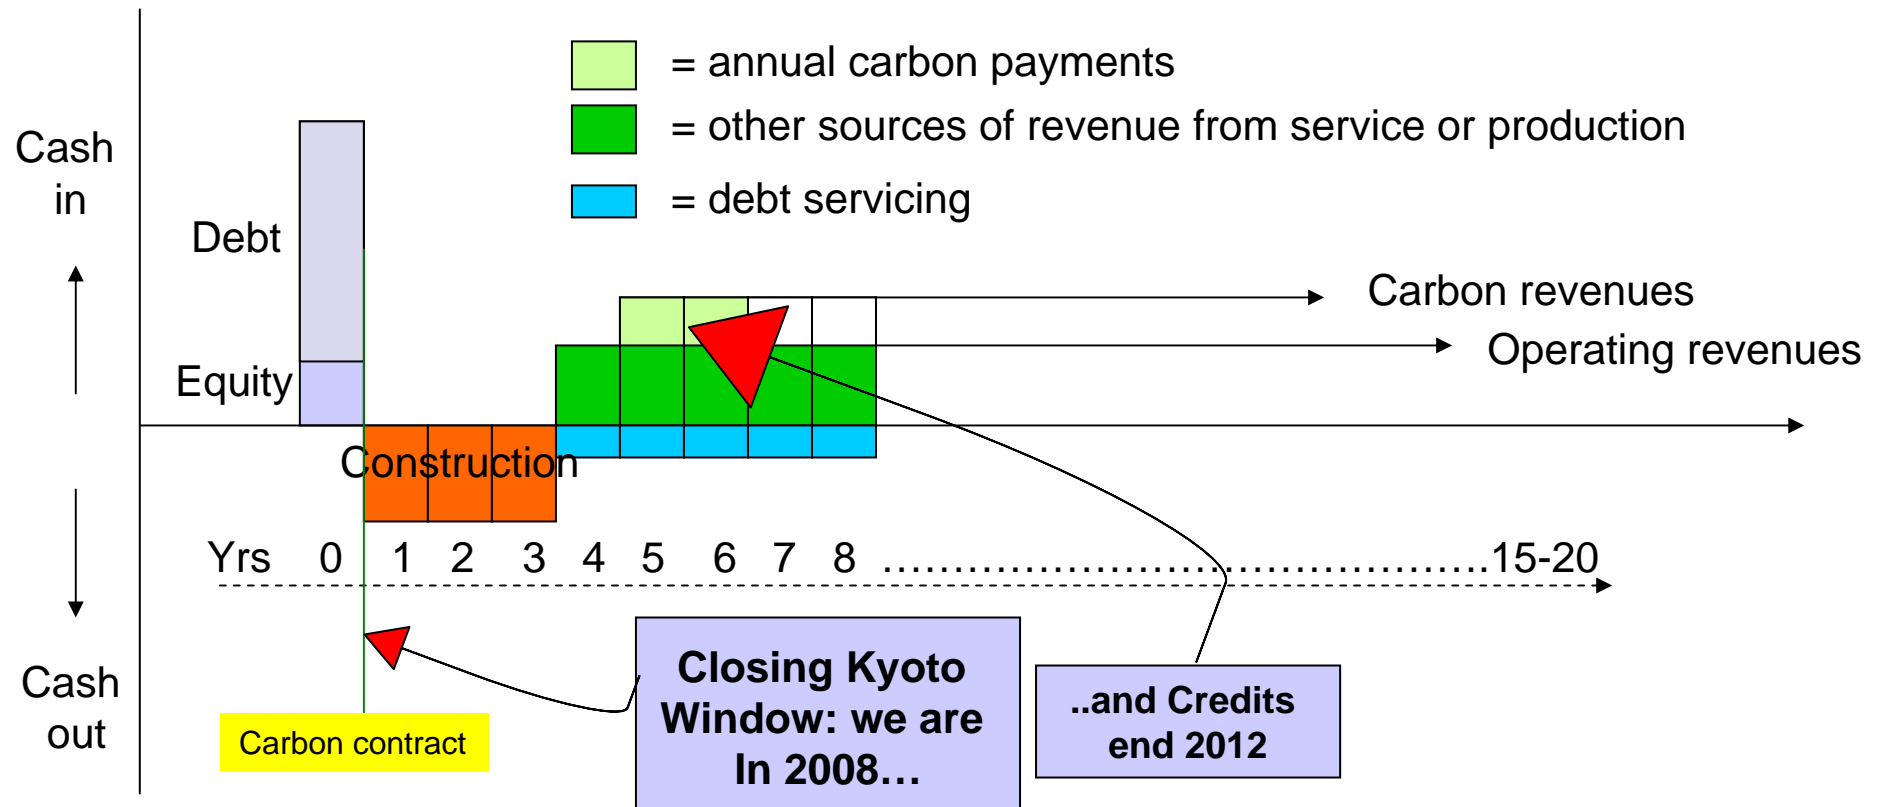 = annual carbon payments
= other sources of revenue from service or production
= debt servicing
Cash
in
Debt
Equity
Carbon revenues
Operating revenues
Construction
Yrs 0 1 2 3 4 5 6 7 8 ...........................................15-20
Cash
out
Carbon contract
Closing Kyoto
Window: we are
In 2008…
..and Credits
end 2012